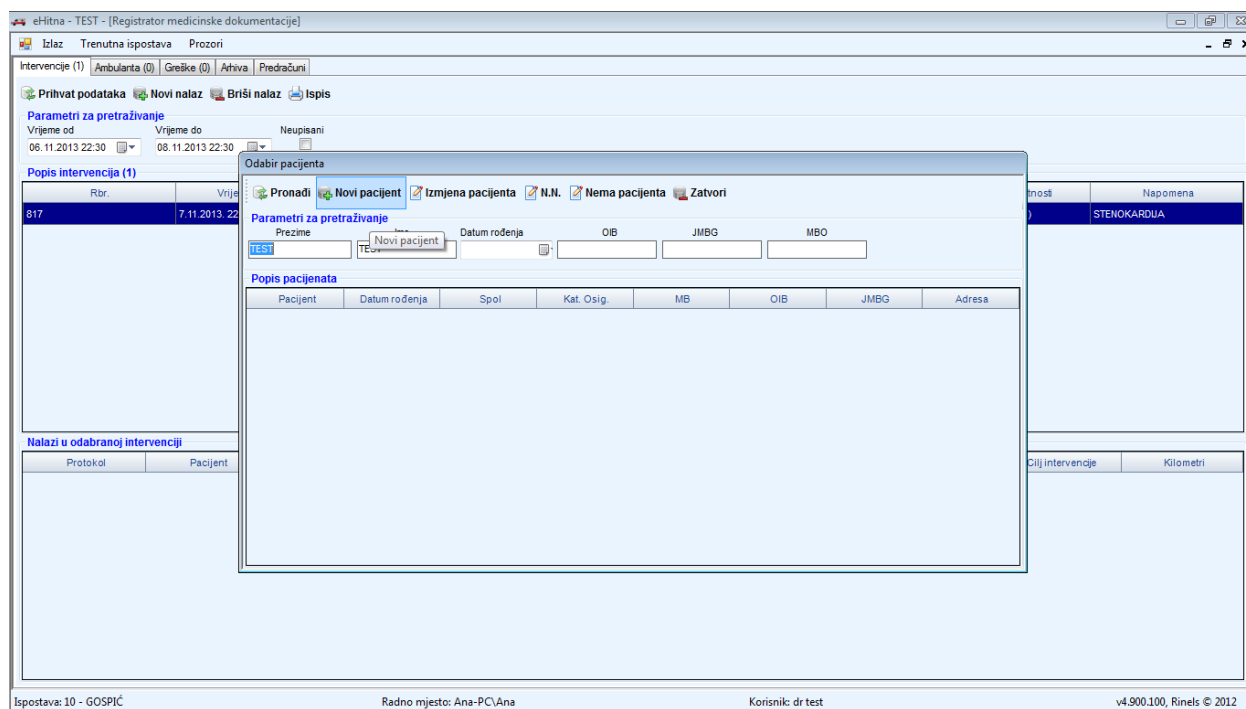 eHitna - TEST - [Registrator medicinske dokumentacije]
Izlaz Trenutna ispostava Prozori
Intervencije (1) Ambulanta (0) Greške (0) Arhiva Predračuni
Prihvat podataka Novi nalaz Briši nalaz Ispis
Parametri za pretraživanje
Vrijeme od Vrijeme do Neupisani
06.11.2013 22:30 08.11.2013 22:30
Popis intervencija (1)
Rbr. Vrije tnosti Napomena
817 7.11.2013. 22 ) STENOKARDIJA
Odabir pacijenta
Pronađi Novi pacijent Izmjena pacijenta N.N. Nema pacijenta Zatvori
Parametri za pretraživanje
Prezime Datum rođenja OIB JMBG MBO
TEST
Novi pacijent
Popis pacijenata
Pacijent Datum rođenja Spol Kat. Osig. MB OIB JMBG Adresa
Nalazi u odabranoj intervenciji
Protokol Pacijent Cilj intervencije Kilometri
Ispostava: 10 - GOSPIĆ Radno mjesto: Ana-PC\Ana Korisnik: dr test v4.900.100, Rinels © 2012